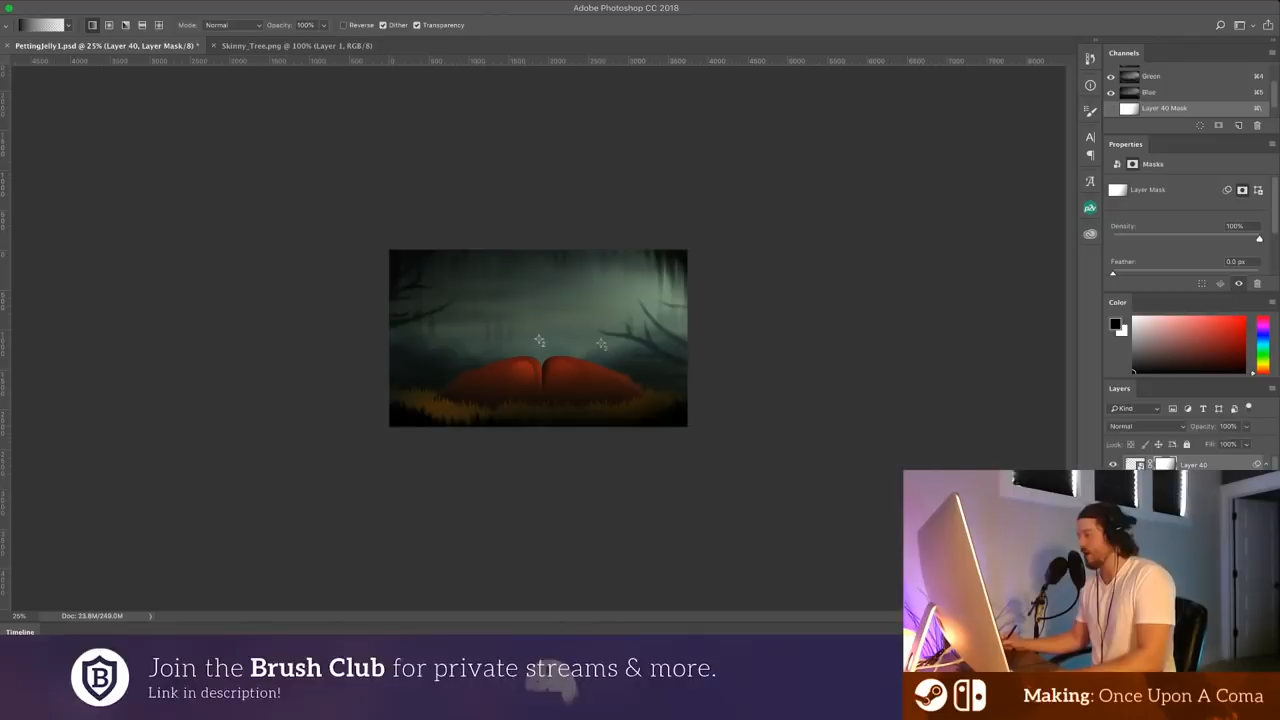 Adobe Photoshop CC 2018
Mode: Normal Opacity: 100% Reverse Dither Transparency
PettingJelly1.psd @ 25% (Layer 40, Layer Mask/8) * Skinny_Tree.png @ 100% (Layer 1, RGB/8)
Channels
Green ⌘4
Blue ⌘5
Layer 40 Mask ⌘\
Properties
Masks
Layer Mask
Density: 100%
Feather: 0.0 px
Color
Layers
Kind
Normal Opacity: 100%
Lock: Fill: 100%
Layer 40
25% Doc: 23.8M/249.0M
Timeline
B
Join the Brush Club for private streams & more.
Link in description!
Making: Once Upon A Coma